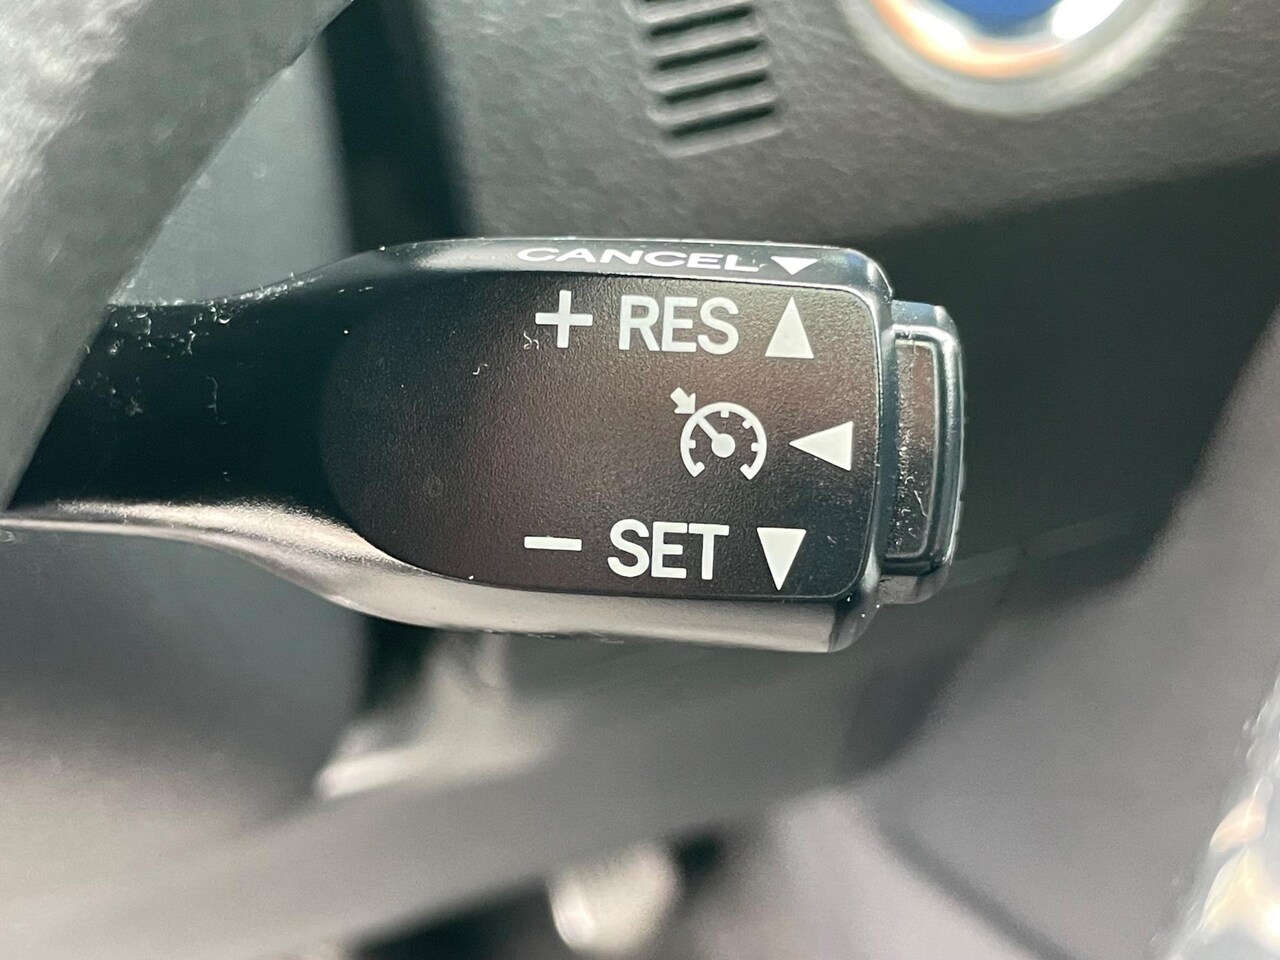 CANCEL ▼
+ RES ▲
◀
− SET ▼